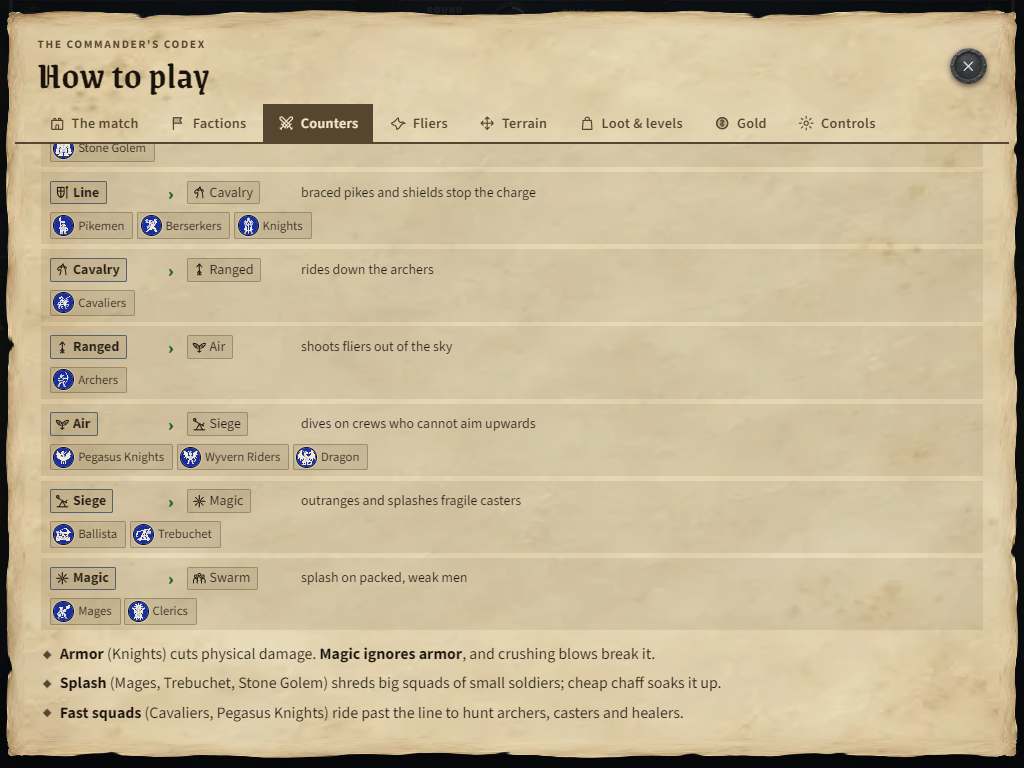 THE COMMANDER'S CODEX
How to play
The match Factions Counters Fliers Terrain Loot & levels Gold Controls
Stone Golem
Line › Cavalry braced pikes and shields stop the charge
Pikemen Berserkers Knights
Cavalry › Ranged rides down the archers
Cavaliers
Ranged › Air shoots fliers out of the sky
Archers
Air › Siege dives on crews who cannot aim upwards
Pegasus Knights Wyvern Riders Dragon
Siege › Magic outranges and splashes fragile casters
Ballista Trebuchet
Magic › Swarm splash on packed, weak men
Mages Clerics
◆ Armor (Knights) cuts physical damage. Magic ignores armor, and crushing blows break it.
◆ Splash (Mages, Trebuchet, Stone Golem) shreds big squads of small soldiers; cheap chaff soaks it up.
◆ Fast squads (Cavaliers, Pegasus Knights) ride past the line to hunt archers, casters and healers.